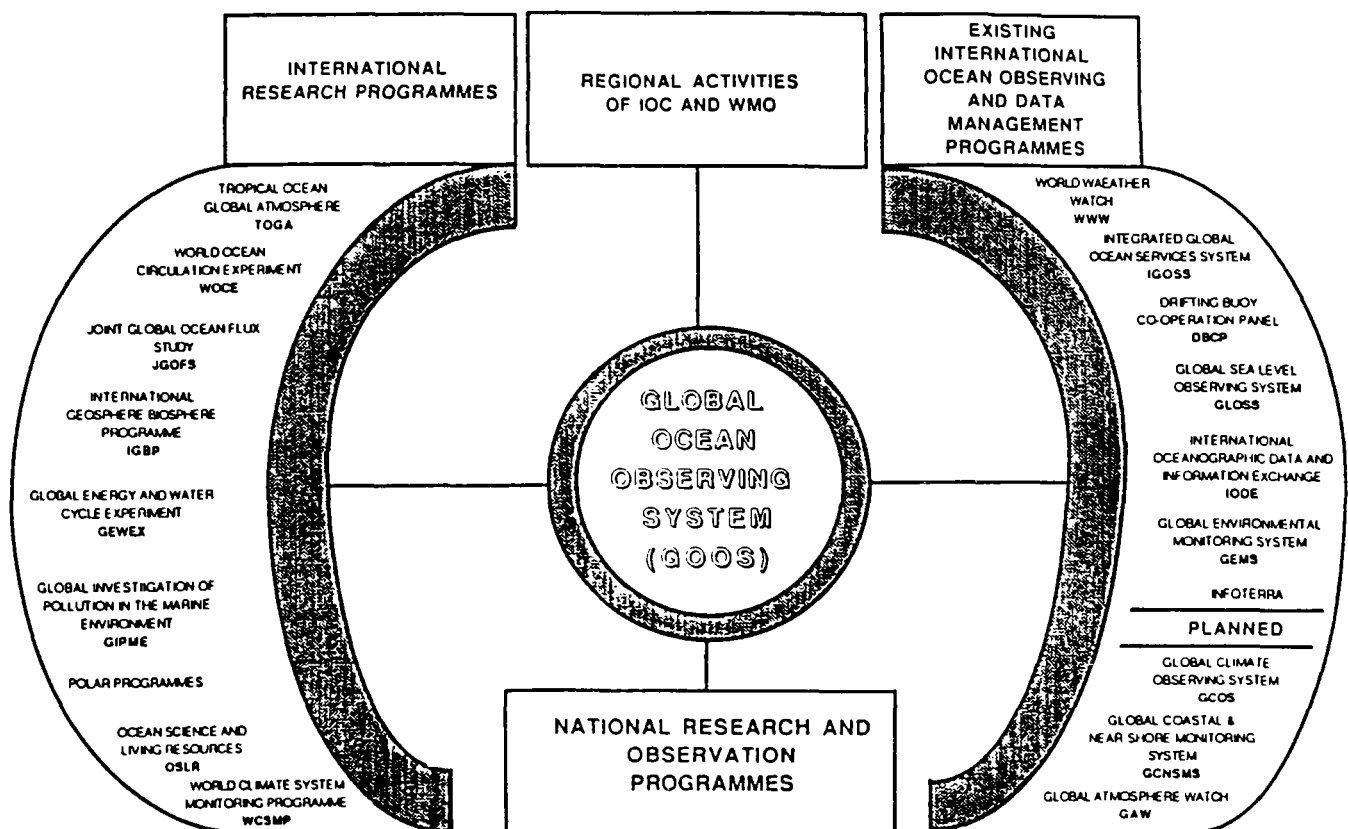 INTERNATIONAL
RESEARCH PROGRAMMES
REGIONAL ACTIVITIES
OF IOC AND WMO
EXISTING
INTERNATIONAL
OCEAN OBSERVING
AND DATA
MANAGEMENT
PROGRAMMES
TROPICAL OCEAN
GLOBAL ATMOSPHERE
TOGA
WORLD OCEAN
CIRCULATION EXPERIMENT
WOCE
JOINT GLOBAL OCEAN FLUX
STUDY
JGOFS
INTERNATIONAL
GEOSPHERE BIOSPHERE
PROGRAMME
IGBP
GLOBAL ENERGY AND WATER
CYCLE EXPERIMENT
GEWEX
GLOBAL INVESTIIGATION OF
POLLUTION IN THE MARINE
ENVIRONMENT
GIPME
POLAR PROGRAMMES
OCEAN SCIENCE AND
LIVING RESOURCES
OSLR
WORLD CLIMATE SYSTEM
MONITORING PROGRAMME
WCSMP
GLOBAL
OCEAN
OBSERVING
SYSTEM
(GOOS)
NATIONAL RESEARCH AND
OBSERVATION
PROGRAMMES
WORLD WAEATHER
WATCH
WWW
INTEGRATED GLOBAL
OCEAN SERVICES SYSTEM
IGOSS
DRIFTING BUOY
CO-OPERATION PANEL
DBCP
GLOBAL SEA LEVEL
OBSERVING SYSTEM
GLOSS
INTERNATIONAL
OCEANOGRAPHIC DATA AND
INFORMATION EXCHANGE
IODE
GLOBAL ENVIRONMENTAL
MONITORING SYSTEM
GEMS
INFOTERRA
PLANNED
GLOBAL CLIMATE
OBSERVING SYSTEM
GCOS
GLOBAL COASTAL &
NEAR SHORE MONITORING
SYSTEM
GCNSMS
GLOBAL ATMOSPHERE WATCH
GAW